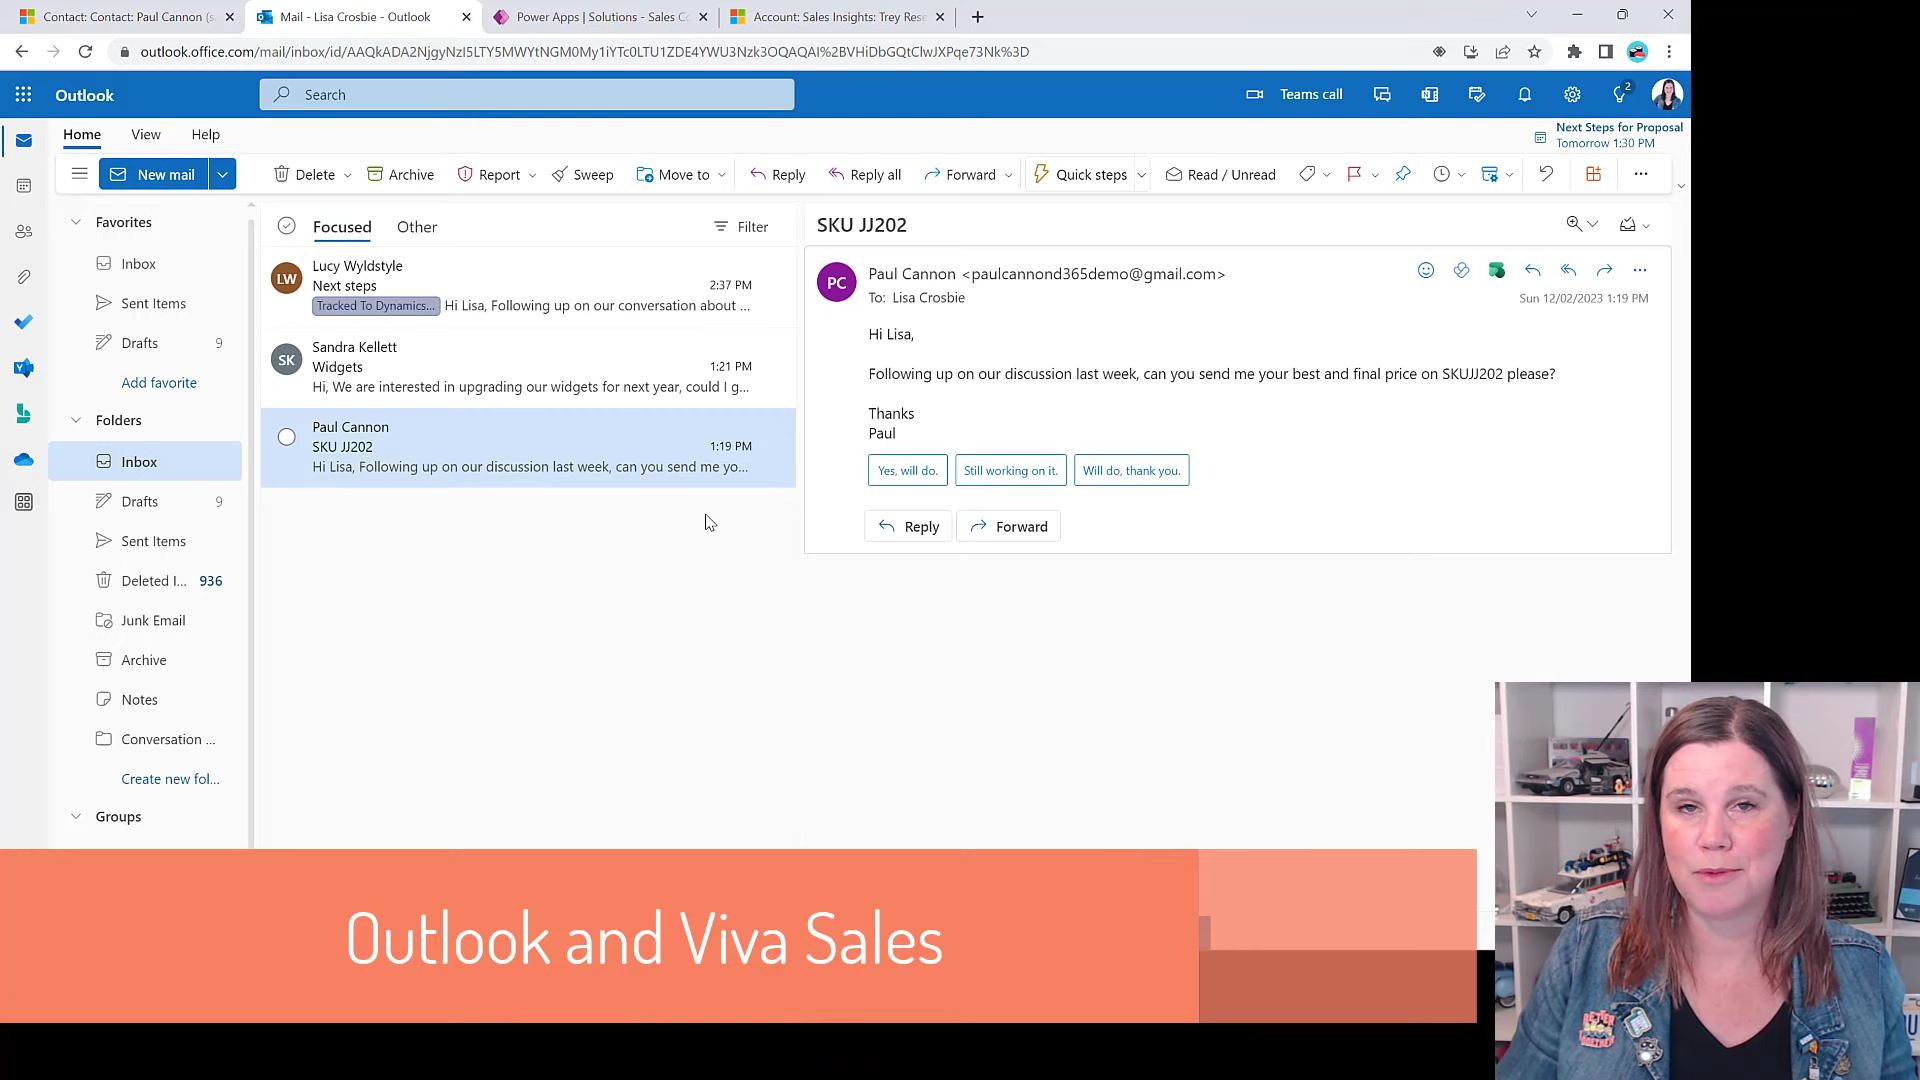 Contact: Contact: Paul Cannon (s
Mail - Lisa Crosbie - Outlook
Power Apps | Solutions - Sales Co
Account: Sales Insights: Trey Rese
outlook.office.com/mail/inbox/id/AAQkADA2NjgyNzI5LTY5MWYtNGM0My1iYTc0LTU1ZDE4YWU3Nzk3OQAQAI%2BVHiDbGQtClwJXPqe73Nk%3D
Outlook
Search
Teams call
2
Home
View
Help
Next Steps for Proposal
Tomorrow 1:30 PM
New mail
Delete
Archive
Report
Sweep
Move to
Reply
Reply all
Forward
Quick steps
Read / Unread
Favorites
Inbox
Sent Items
Drafts 9
Add favorite
Folders
Inbox
Drafts 9
Sent Items
Deleted I... 936
Junk Email
Archive
Notes
Conversation ...
Create new fol...
Groups
Focused
Other
Filter
LW
Lucy Wyldstyle
Next steps 2:37 PM
Tracked To Dynamics... Hi Lisa, Following up on our conversation about ...
SK
Sandra Kellett
Widgets 1:21 PM
Hi, We are interested in upgrading our widgets for next year, could I g...
Paul Cannon
SKU JJ202 1:19 PM
Hi Lisa, Following up on our discussion last week, can you send me yo...
SKU JJ202
PC
Paul Cannon <paulcannond365demo@gmail.com>
To: Lisa Crosbie
Sun 12/02/2023 1:19 PM
Hi Lisa,
Following up on our discussion last week, can you send me your best and final price on SKUJJ202 please?
Thanks
Paul
Yes, will do.
Still working on it.
Will do, thank you.
Reply
Forward
Outlook and Viva Sales
BETTER
TOGETHER